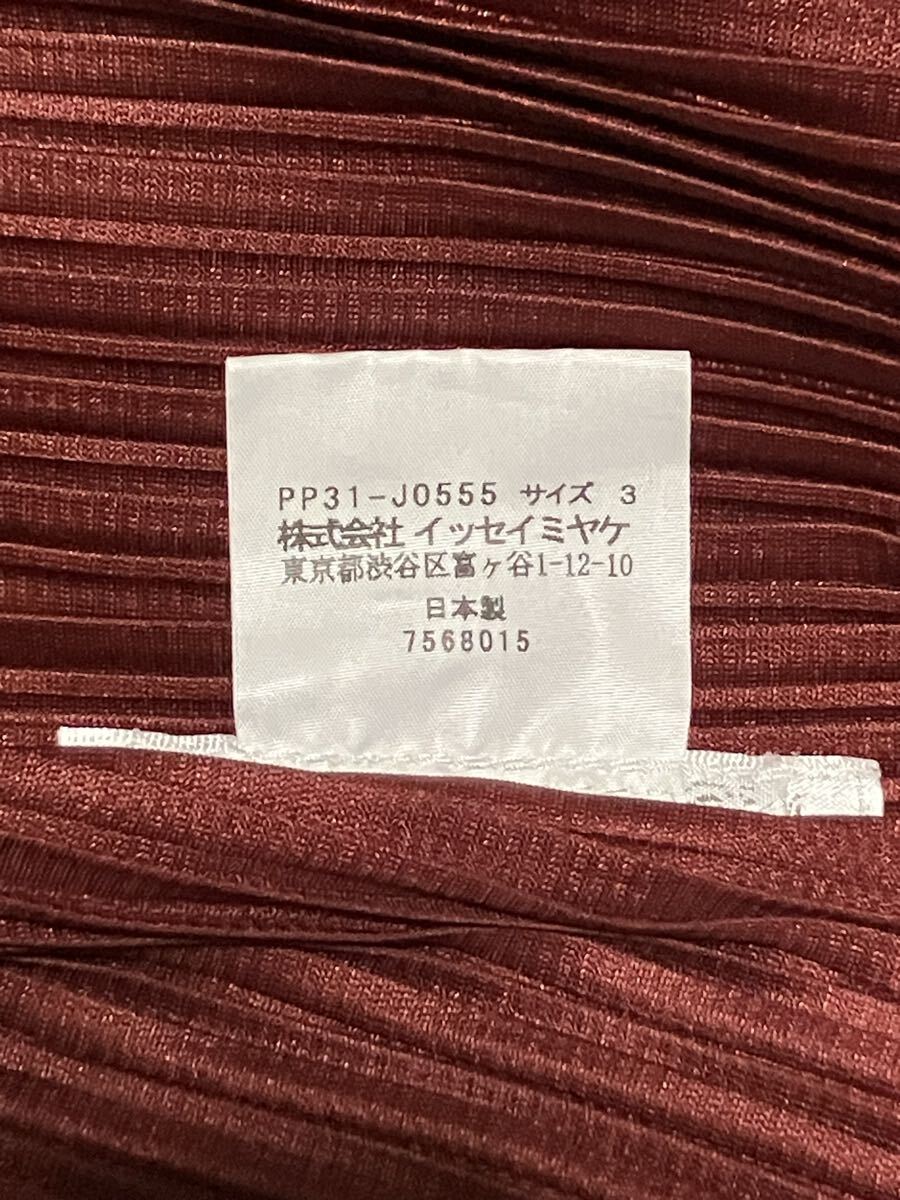 PP31-J0555 サイズ 3
株式会社イッセイミヤケ
東京都渋谷区富ヶ谷1-12-10
日本製
7568015